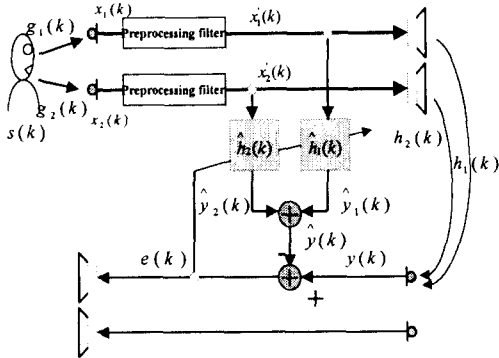 g₁(k)
x₁(k)
Preprocessing filter
x₁'(k)
g₂(k)
x₂(k)
Preprocessing filter
x₂'(k)
s(k)
ĥ₂(k)
ĥ₁(k)
h₂(k)
h₁(k)
ŷ₂(k)
ŷ₁(k)
+
ŷ(k)
e(k)
-
+
y(k)
+